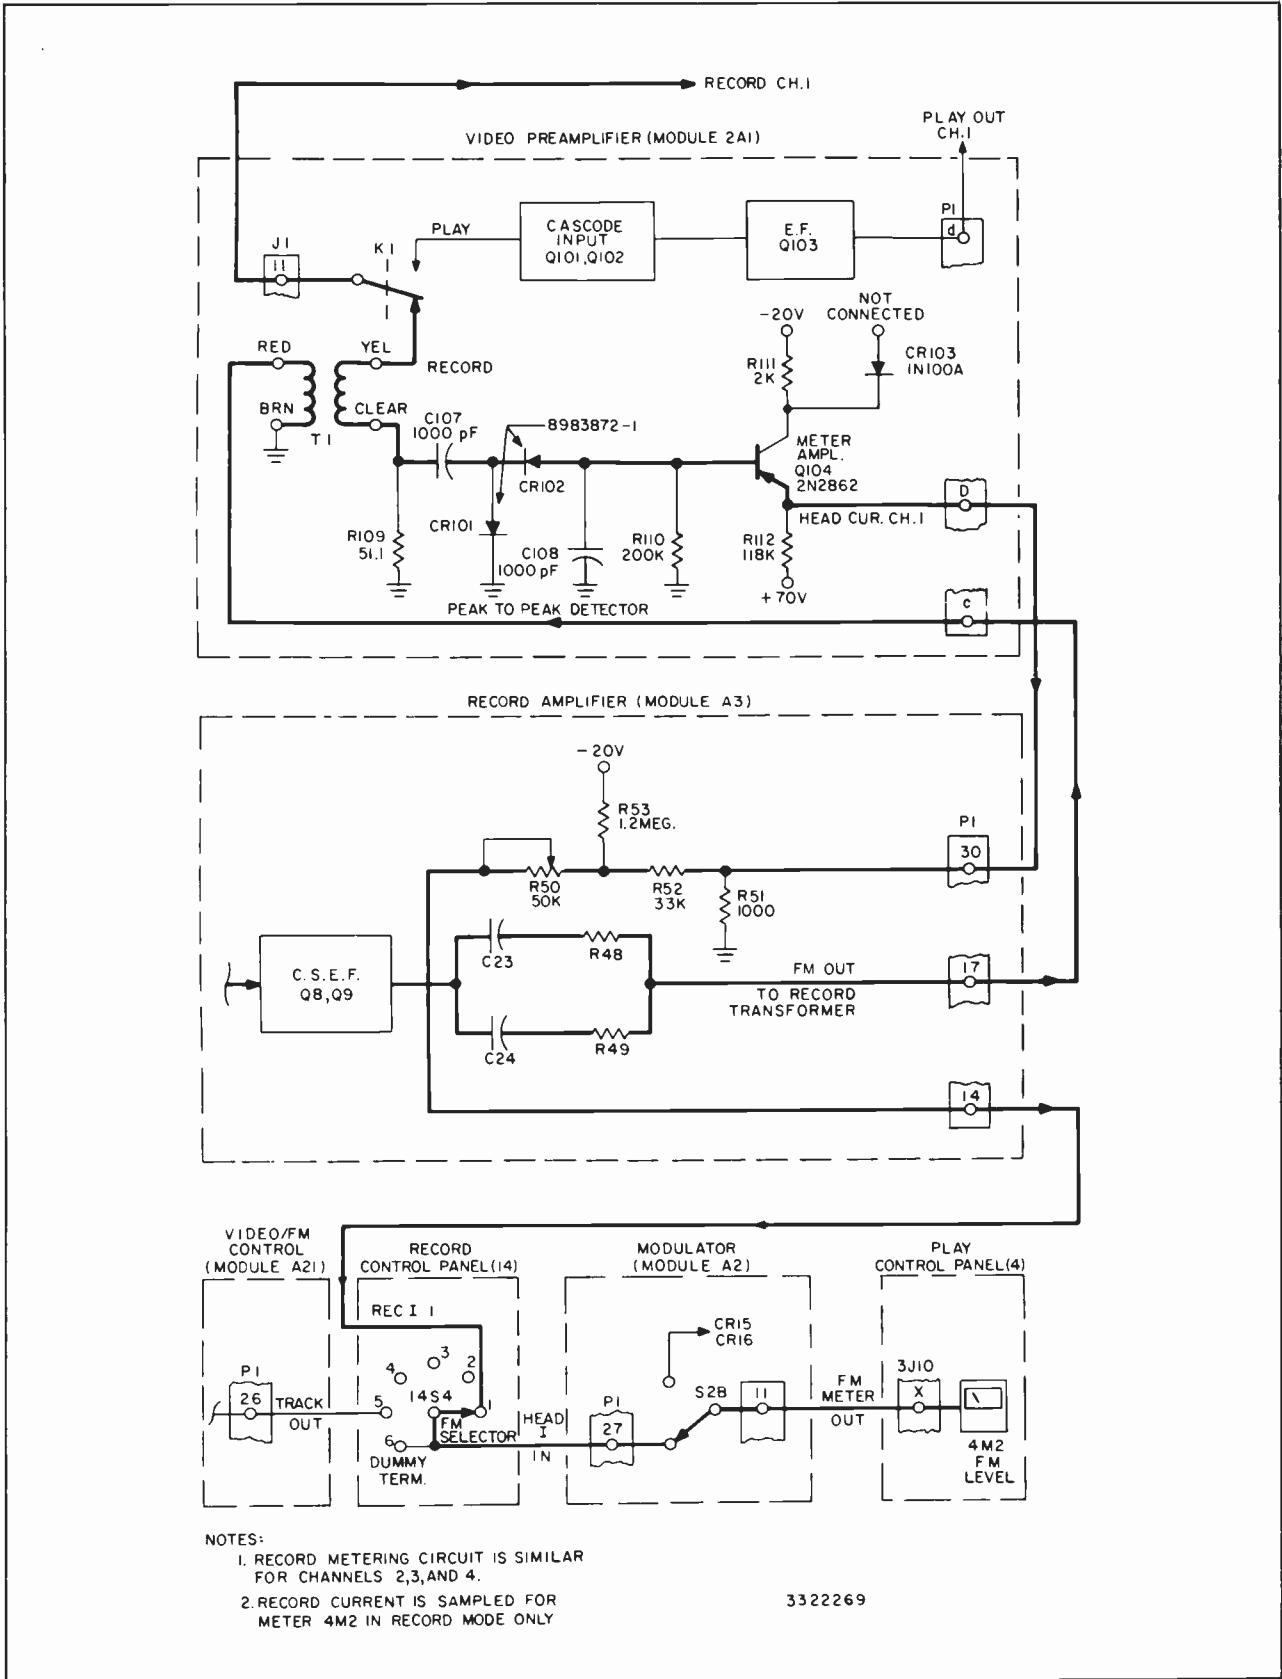 RECORD CH.1
VIDEO PREAMPLIFIER (MODULE 2A1)
PLAY OUT
CH.1
J1
11
K1
PLAY
CASCODE
INPUT
Q101,Q102
E.F.
Q103
P1
d
-20V
NOT
CONNECTED
R111
2K
CR103
1N100A
RED
YEL
RECORD
BRN
CLEAR
T1
C107
1000 pF
8983872-1
CR102
METER
AMPL.
Q104
2N2862
CR101
R109
51.1
C108
1000 pF
R110
200K
D
HEAD CUR. CH.1
R112
118K
+70V
C
PEAK TO PEAK DETECTOR
RECORD AMPLIFIER (MODULE A3)
-20V
R53
1.2MEG.
P1
30
R50
50K
R52
33K
R51
1000
C.S.E.F.
Q8,Q9
C23
R48
FM OUT
TO RECORD
TRANSFORMER
17
C24
R49
14
VIDEO/FM
CONTROL
(MODULE A21)
RECORD
CONTROL PANEL(14)
MODULATOR
(MODULE A2)
PLAY
CONTROL PANEL(4)
REC I 1
CR15
CR16
P1
26
TRACK
OUT
4
3
2
5
14S4
1
FM
SELECTOR
6
DUMMY
TERM.
HEAD
I
IN
P1
27
S2B
11
FM
METER
OUT
3J10
X
4M2
FM
LEVEL
NOTES:
1. RECORD METERING CIRCUIT IS SIMILAR
FOR CHANNELS 2,3,AND 4.
2. RECORD CURRENT IS SAMPLED FOR
METER 4M2 IN RECORD MODE ONLY
3322269